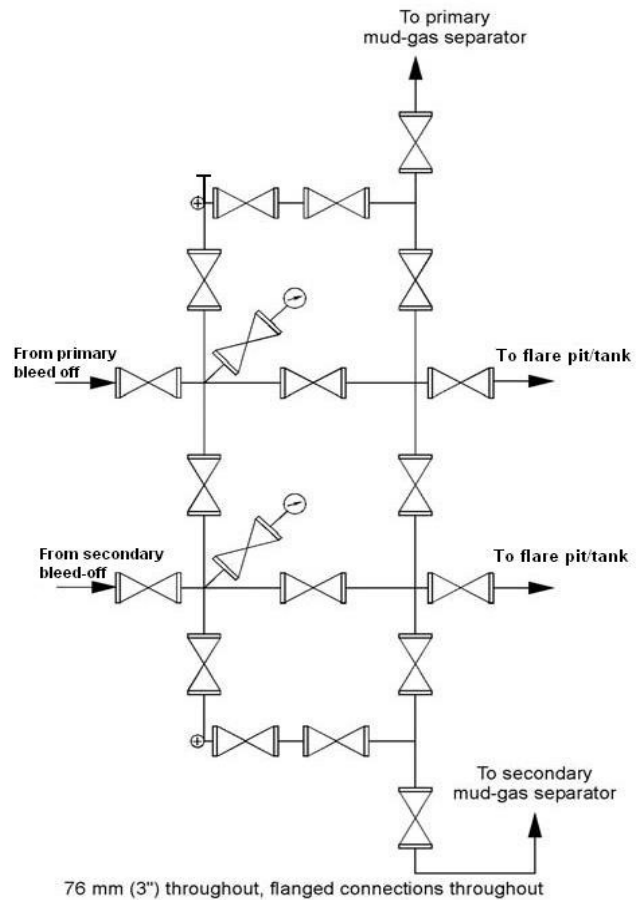 To primary
mud-gas separator
From primary
bleed off
To flare pit/tank
From secondary
bleed-off
To flare pit/tank
To secondary
mud-gas separator
76 mm (3") throughout, flanged connections throughout